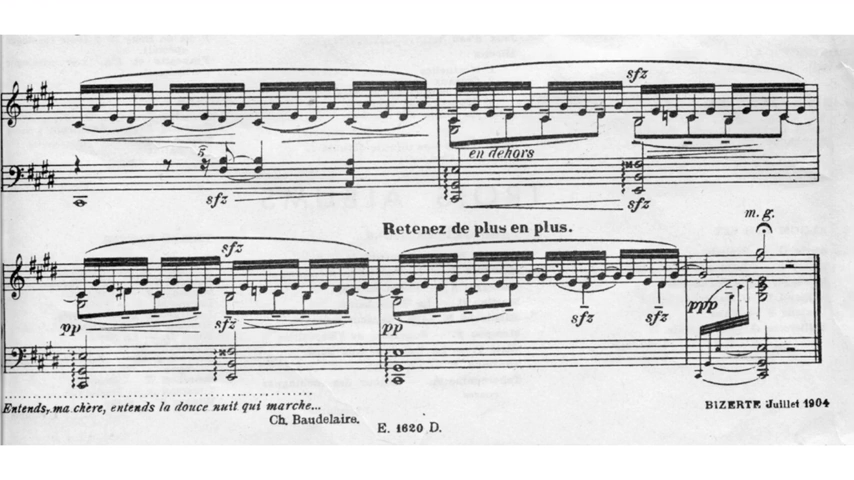 sfz
en dehors
5
sfz
sfz
Retenez de plus en plus.
m. g.
sfz
pp
sfz
pp
sfz
sfz
ppp
Entends, ma chère, entends la douce nuit qui marche...
Ch. Baudelaire.
BIZERTE Juillet 1904
E. 1620 D.